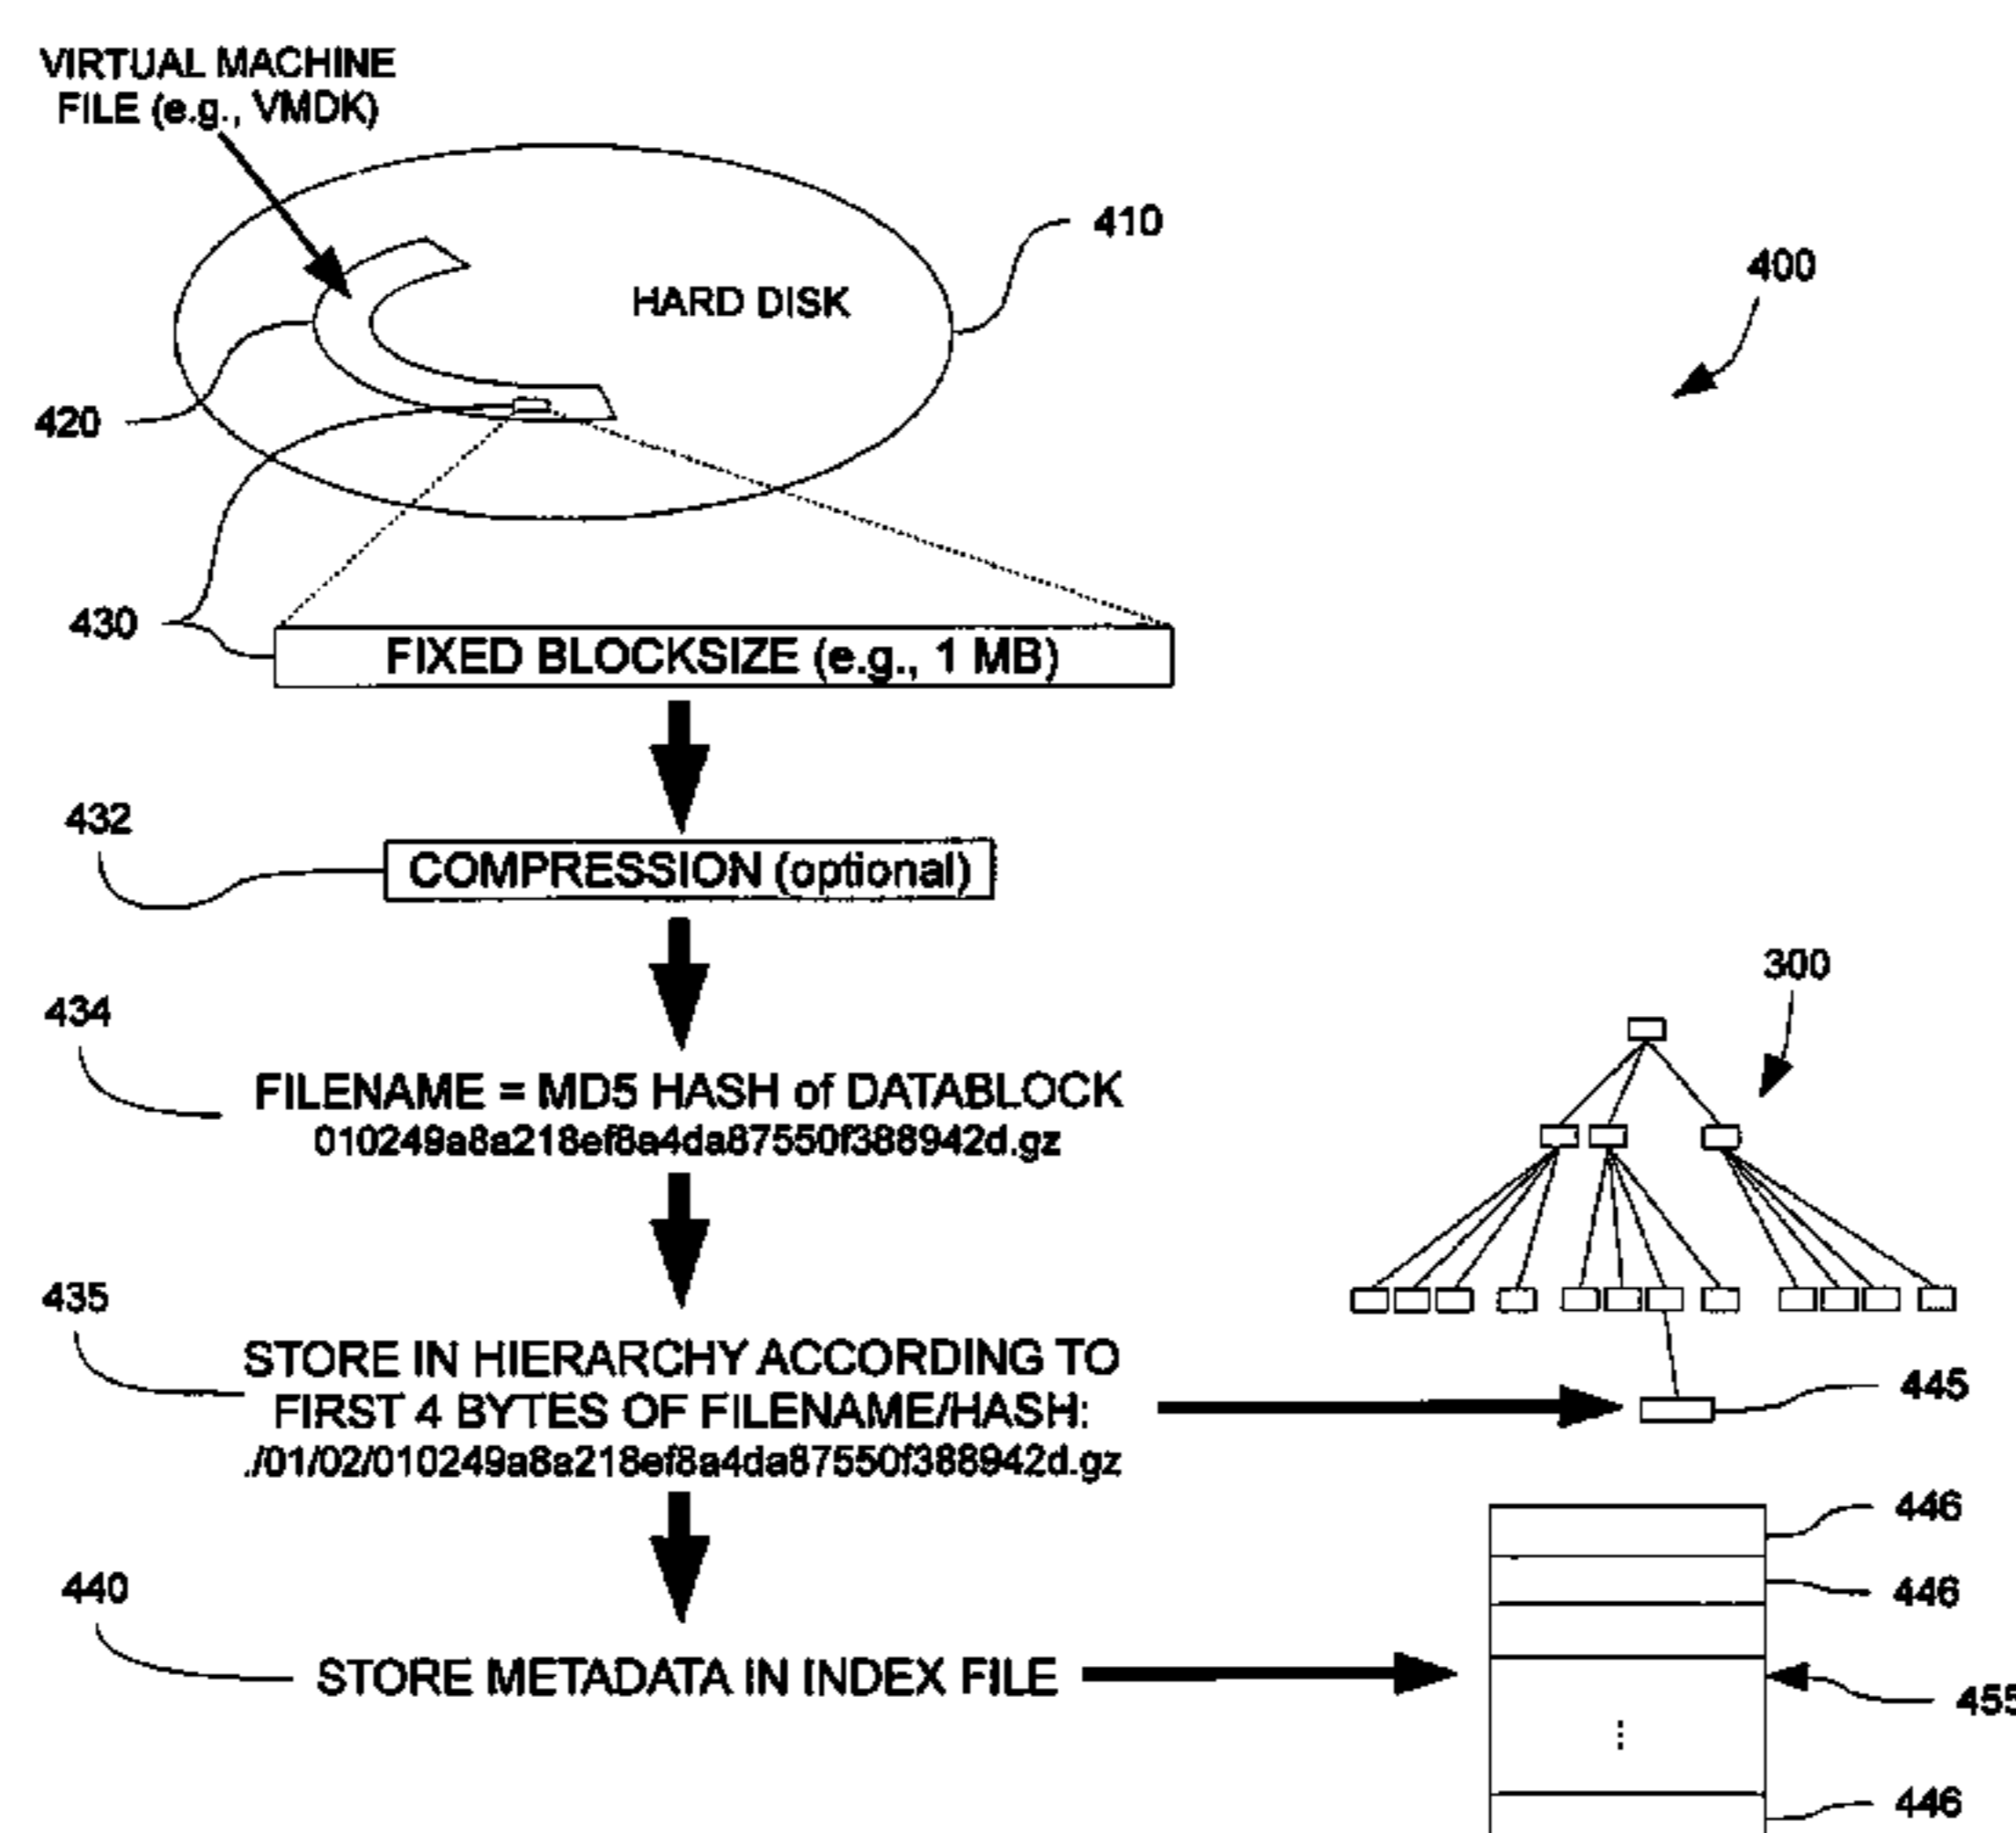 VIRTUAL MACHINE
FILE (e.g., VMDK)
410
400
HARD DISK
420
430
FIXED BLOCKSIZE (e.g., 1 MB)
432
COMPRESSION (optional)
300
434
FILENAME = MD5 HASH of DATABLOCK
010249a8a218ef8a4da87550f388942d.gz
435
STORE IN HIERARCHY ACCORDING TO
FIRST 4 BYTES OF FILENAME/HASH:
./01/02/010249a8a218ef8a4da87550f388942d.gz
445
446
440
446
STORE METADATA IN INDEX FILE
455
⋮
446